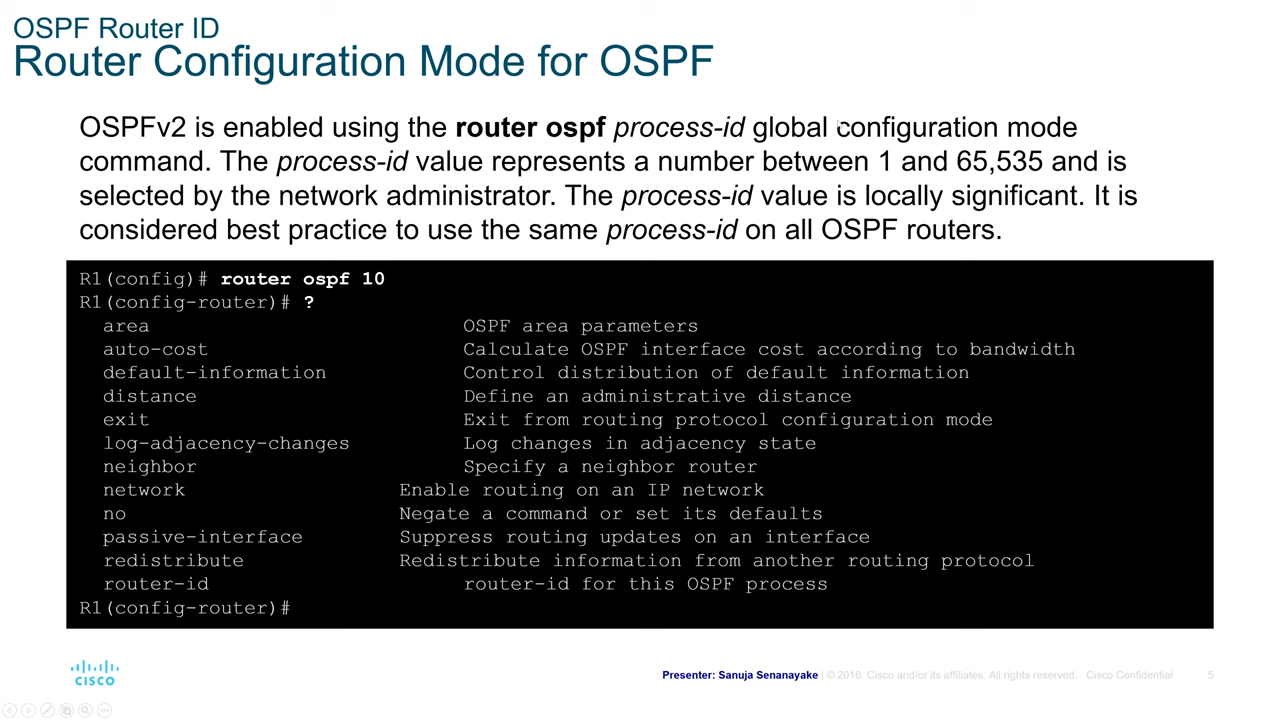 OSPF Router ID
Router Configuration Mode for OSPF
OSPFv2 is enabled using the router ospf process-id global configuration mode
command. The process-id value represents a number between 1 and 65,535 and is
selected by the network administrator. The process-id value is locally significant. It is
considered best practice to use the same process-id on all OSPF routers.
R1(config)# router ospf 10
R1(config-router)# ?
area OSPF area parameters
auto-cost Calculate OSPF interface cost according to bandwidth
default-information Control distribution of default information
distance Define an administrative distance
exit Exit from routing protocol configuration mode
log-adjacency-changes Log changes in adjacency state
neighbor Specify a neighbor router
network Enable routing on an IP network
no Negate a command or set its defaults
passive-interface Suppress routing updates on an interface
redistribute Redistribute information from another routing protocol
router-id router-id for this OSPF process
R1(config-router)#
CISCO
Presenter: Sanuja Senanayake | © 2016 Cisco and/or its affiliates. All rights reserved. Cisco Confidential 5